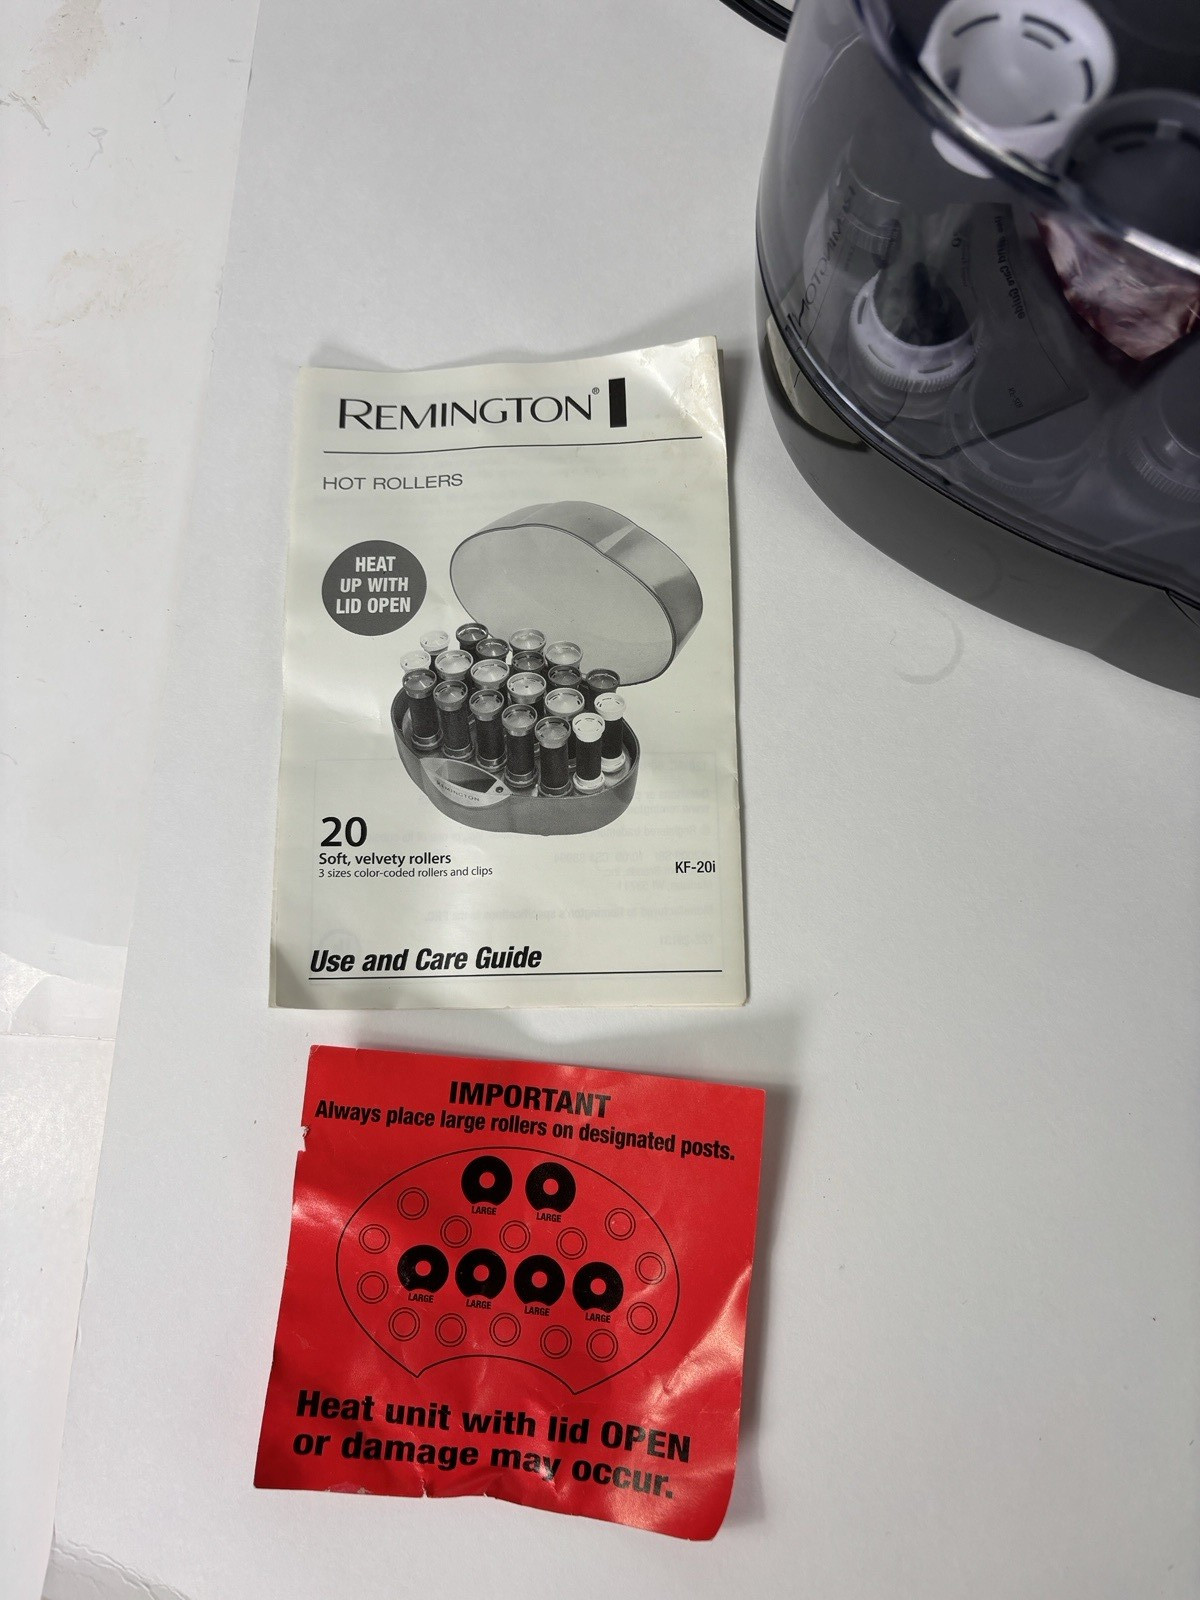 REMINGTON®
HOT ROLLERS
HEAT
UP WITH
LID OPEN
REMINGTON
20
Soft, velvety rollers
3 sizes color-coded rollers and clips
KF-20i
Use and Care Guide
IMPORTANT
Always place large rollers on designated posts.
LARGE
LARGE
LARGE
LARGE
LARGE
LARGE
Heat unit with lid OPEN
or damage may occur.